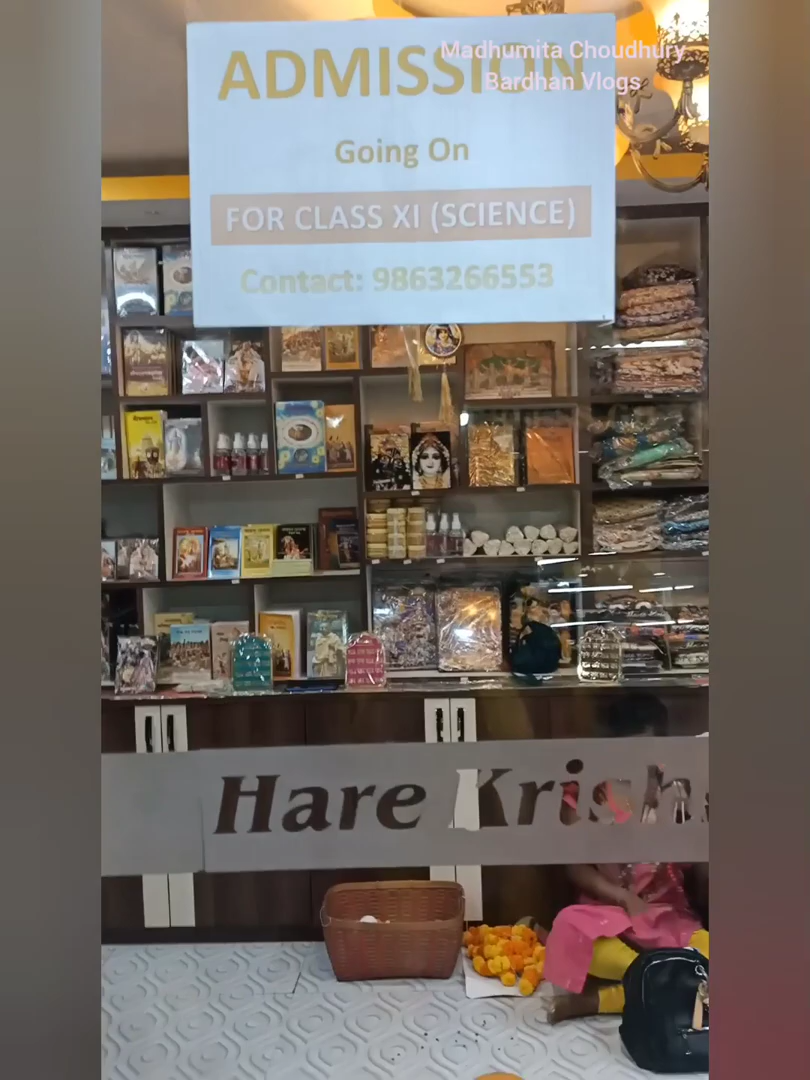 Madhumita Choudhury
Bardhan Vlogs
ADMISSION
Going On
FOR CLASS XI (SCIENCE)
Contact: 9863266553
Hare Krish